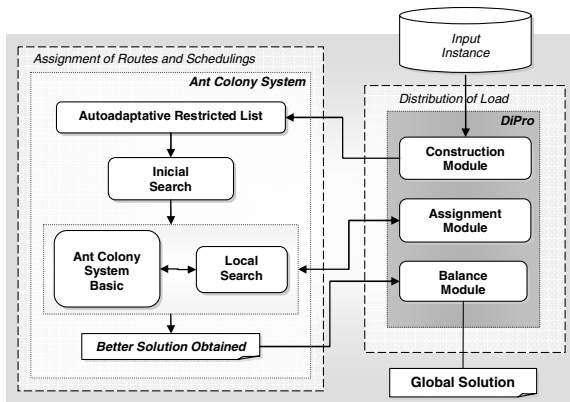 Input
Instance
Assignment of Routes and Schedulings
Ant Colony System
Autoadaptative Restricted List
Inicial
Search
Ant Colony
System
Basic
Local
Search
Better Solution Obtained
Distribution of Load
DiPro
Construction
Module
Assignment
Module
Balance
Module
Global Solution